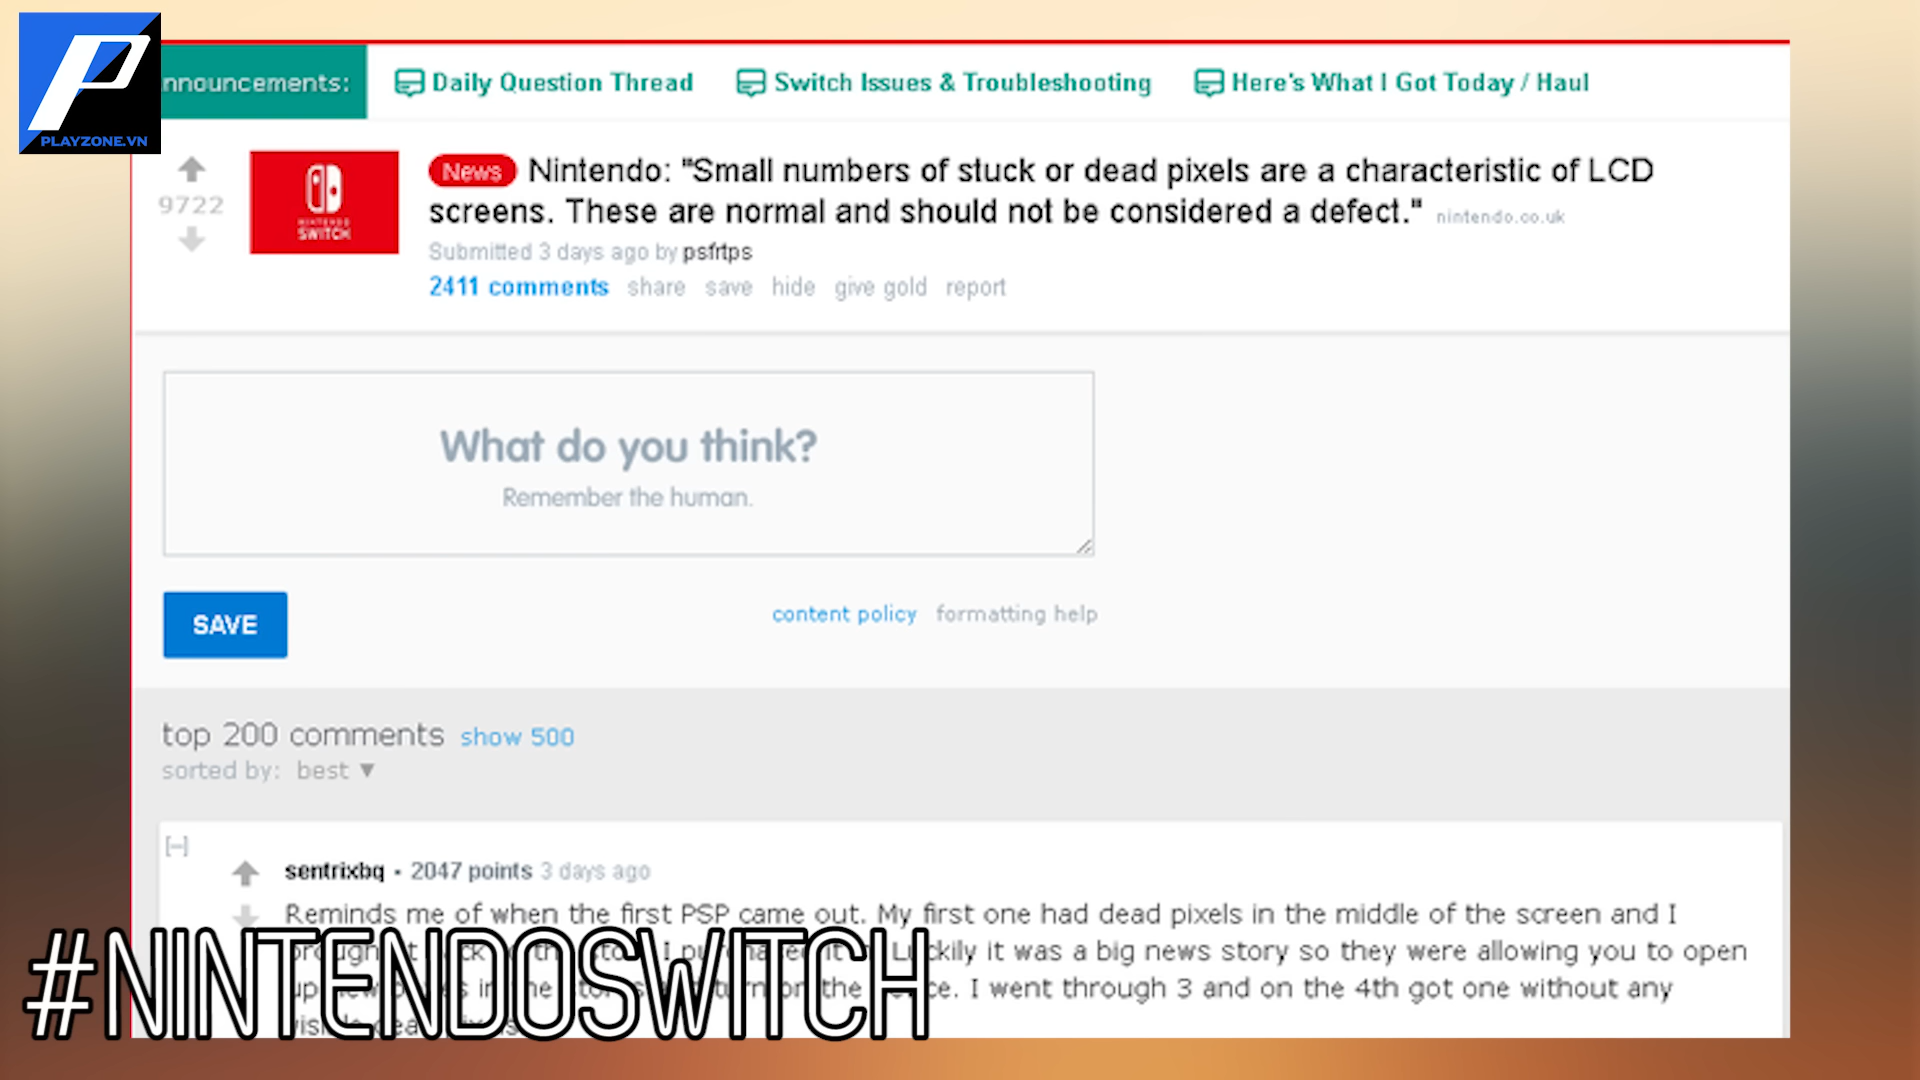 PLAYZONE.VN
nnouncements:
Daily Question Thread
Switch Issues & Troubleshooting
Here's What I Got Today / Haul
9722
NINTENDO
SWITCH
News Nintendo: "Small numbers of stuck or dead pixels are a characteristic of LCD
screens. These are normal and should not be considered a defect." nintendo.co.uk
Submitted 3 days ago by psfrtps
2411 comments share save hide give gold report
What do you think?
Remember the human.
SAVE
content policy formatting help
top 200 comments show 500
sorted by: best ▼
[–]
sentrixbq • 2047 points 3 days ago
Reminds me of when the first PSP came out. My first one had dead pixels in the middle of the screen and I
it was a big news story so they were allowing you to open
the I went through 3 and on the 4th got one without any
#NINTENDOSWITCH